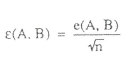 ε(A, B) = e(A, B) / √n